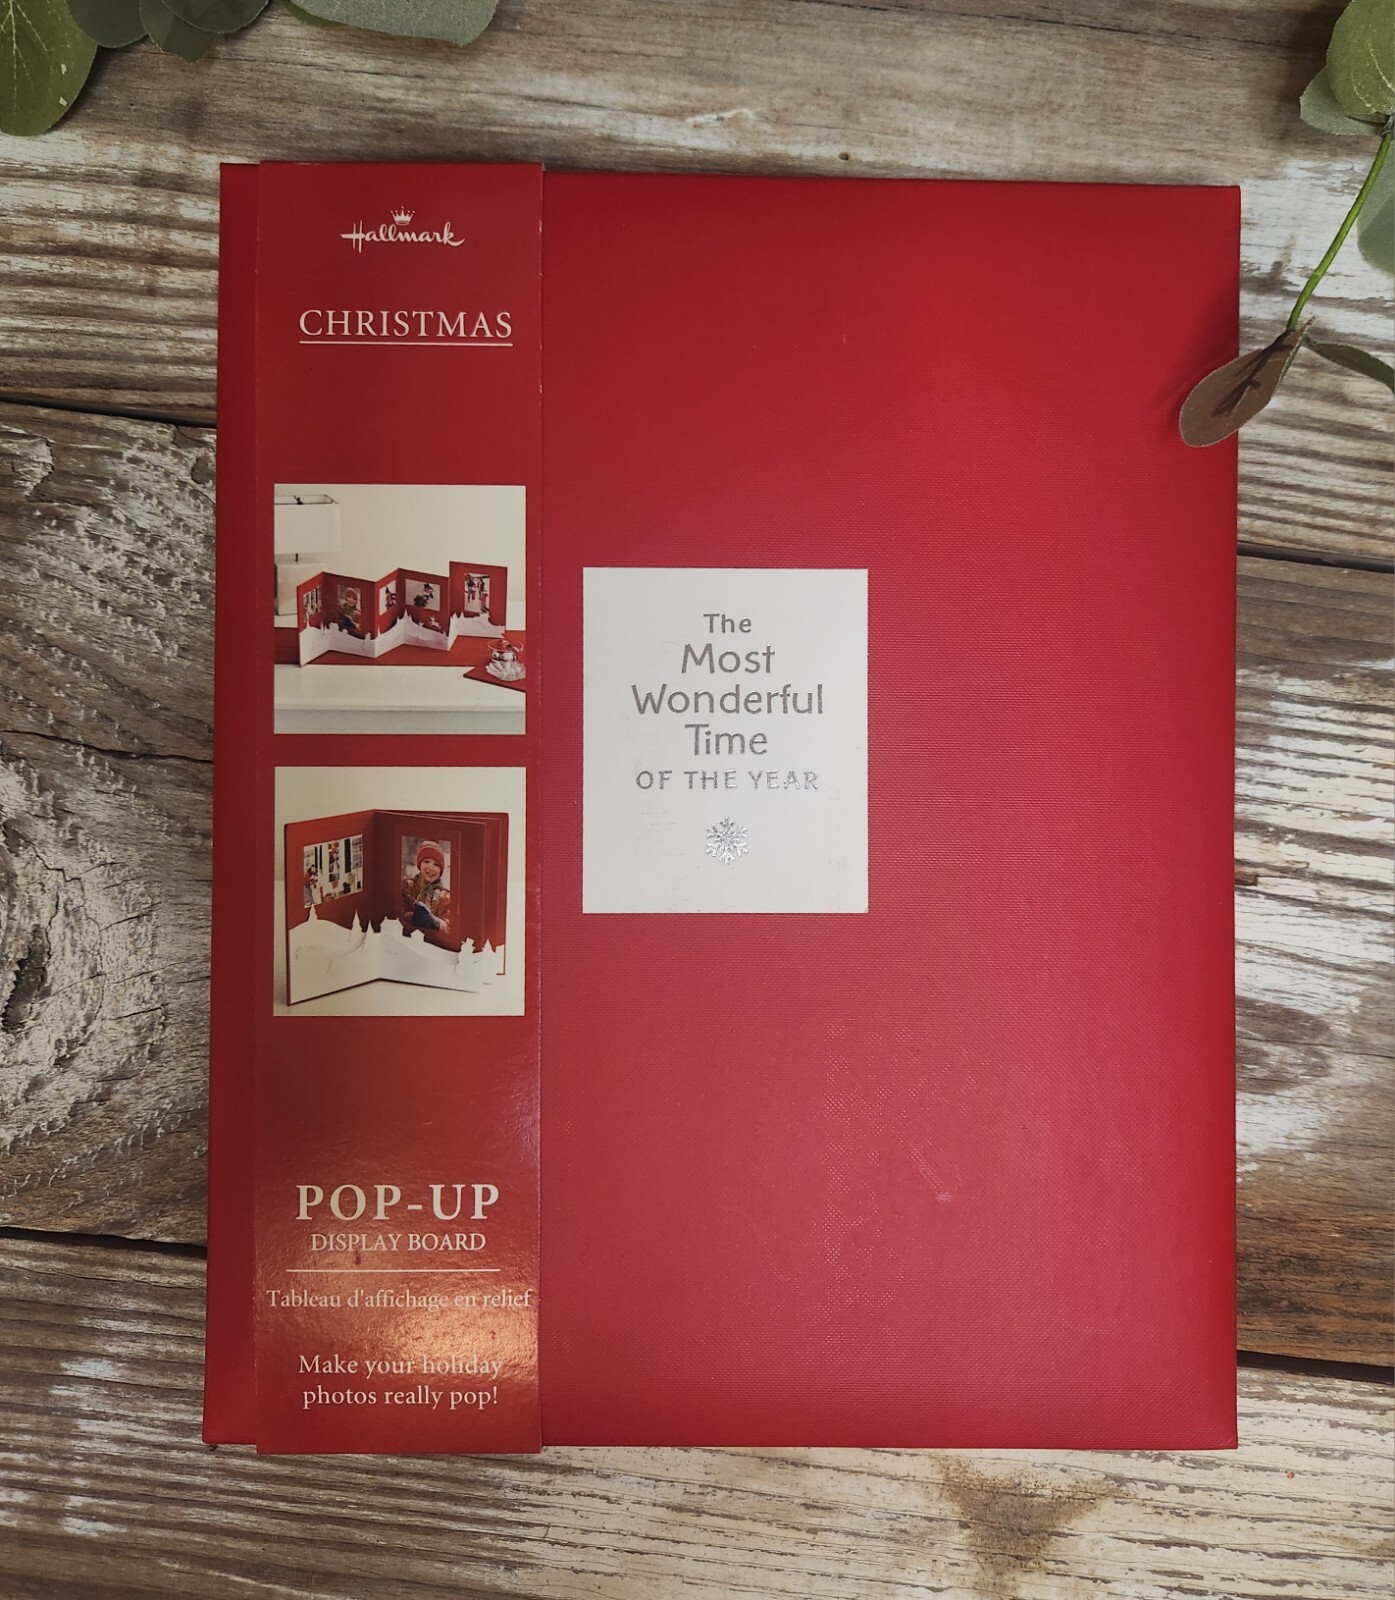 Hallmark
CHRISTMAS
The
Most
Wonderful
Time
OF THE YEAR
POP-UP
DISPLAY BOARD
Tableau d'affichage en relief
Make your holiday
photos really pop!